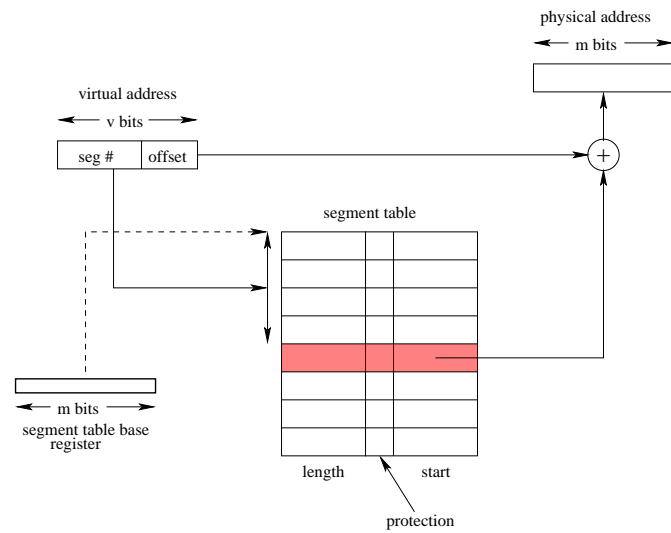 physical address
m bits
virtual address
v bits
seg #
offset
+
segment table
m bits
segment table base
register
length
start
protection